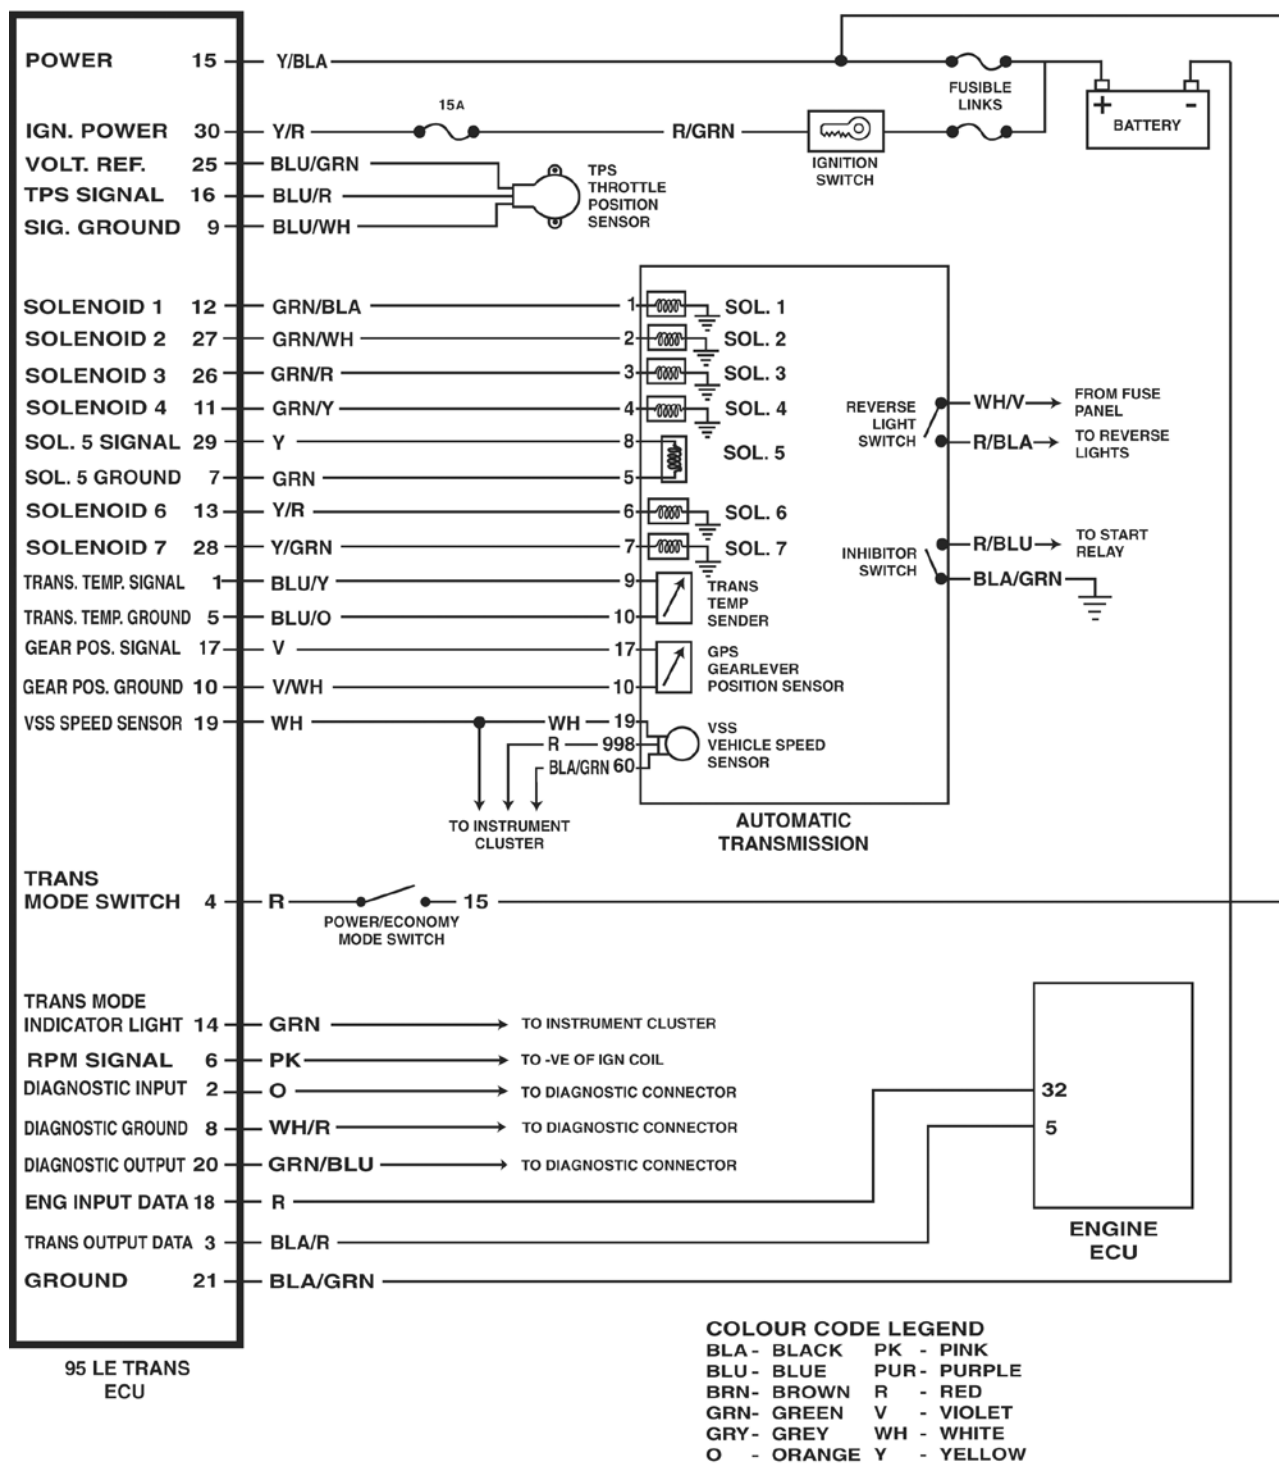 POWER 15 Y/BLA
FUSIBLE
LINKS
+ -
BATTERY
15A
IGN. POWER 30 Y/R R/GRN
IGNITION
SWITCH
VOLT. REF. 25 BLU/GRN
TPS SIGNAL 16 BLU/R
SIG. GROUND 9 BLU/WH
TPS
THROTTLE
POSITION
SENSOR
SOLENOID 1 12 GRN/BLA 1 SOL. 1
SOLENOID 2 27 GRN/WH 2 SOL. 2
SOLENOID 3 26 GRN/R 3 SOL. 3
SOLENOID 4 11 GRN/Y 4 SOL. 4
SOL. 5 SIGNAL 29 Y 8
SOL. 5
SOL. 5 GROUND 7 GRN 5
SOLENOID 6 13 Y/R 6 SOL. 6
SOLENOID 7 28 Y/GRN 7 SOL. 7
REVERSE
LIGHT
SWITCH
WH/V
FROM FUSE
PANEL
R/BLA
TO REVERSE
LIGHTS
INHIBITOR
SWITCH
R/BLU
TO START
RELAY
BLA/GRN
TRANS. TEMP. SIGNAL 1 BLU/Y 9
TRANS. TEMP. GROUND 5 BLU/O 10
TRANS
TEMP
SENDER
GEAR POS. SIGNAL 17 V 17
GEAR POS. GROUND 10 V/WH 10
GPS
GEARLEVER
POSITION SENSOR
VSS SPEED SENSOR 19 WH WH 19
R 998
BLA/GRN 60
VSS
VEHICLE SPEED
SENSOR
TO INSTRUMENT
CLUSTER
AUTOMATIC
TRANSMISSION
TRANS
MODE SWITCH 4 R 15
POWER/ECONOMY
MODE SWITCH
TRANS MODE
INDICATOR LIGHT 14 GRN TO INSTRUMENT CLUSTER
RPM SIGNAL 6 PK TO -VE OF IGN COIL
DIAGNOSTIC INPUT 2 O TO DIAGNOSTIC CONNECTOR
DIAGNOSTIC GROUND 8 WH/R TO DIAGNOSTIC CONNECTOR
DIAGNOSTIC OUTPUT 20 GRN/BLU TO DIAGNOSTIC CONNECTOR
ENG INPUT DATA 18 R
TRANS OUTPUT DATA 3 BLA/R
GROUND 21 BLA/GRN
32
5
ENGINE
ECU
95 LE TRANS
ECU
COLOUR CODE LEGEND
BLA - BLACK PK - PINK
BLU - BLUE PUR - PURPLE
BRN- BROWN R - RED
GRN- GREEN V - VIOLET
GRY - GREY WH - WHITE
O - ORANGE Y - YELLOW